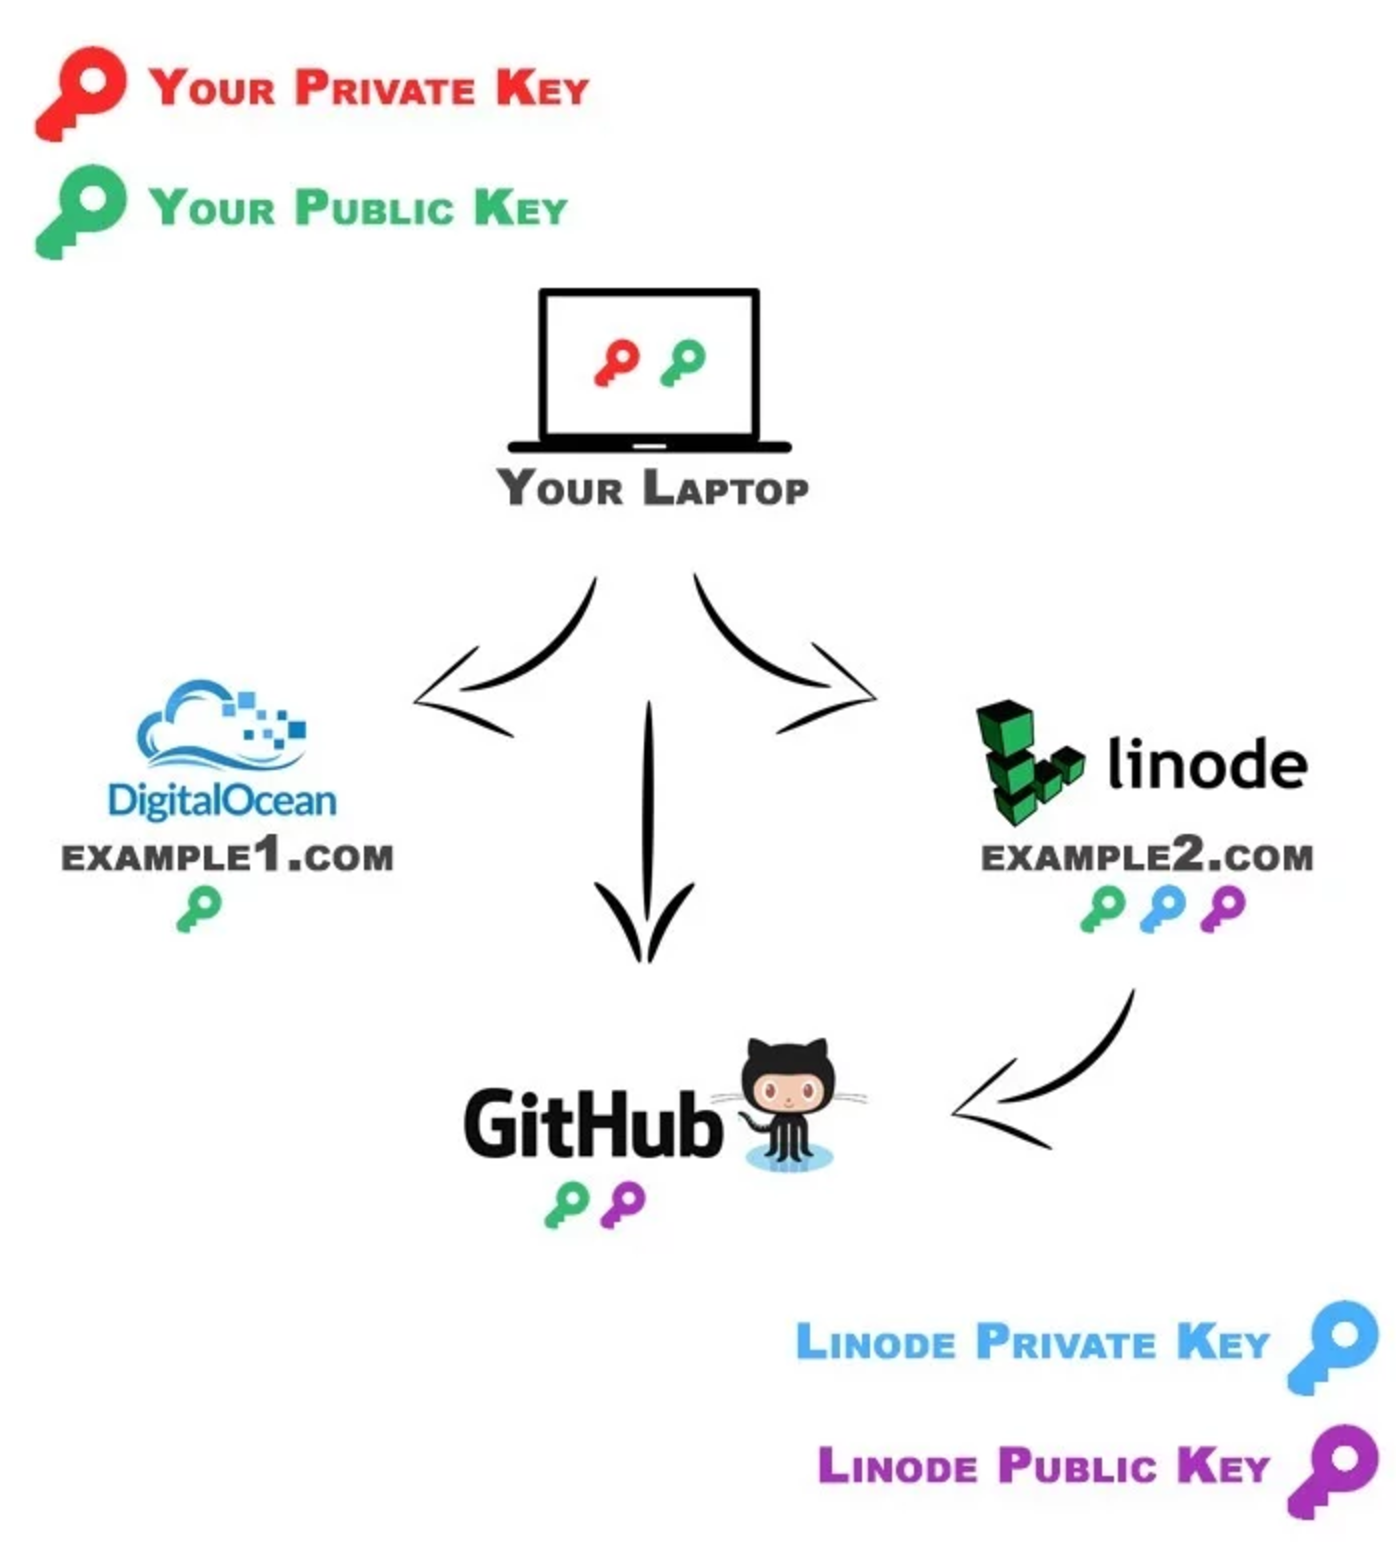 Your Private Key
Your Public Key
Your Laptop
DigitalOcean
example1.com
linode
example2.com
GitHub
Linode Private Key
Linode Public Key